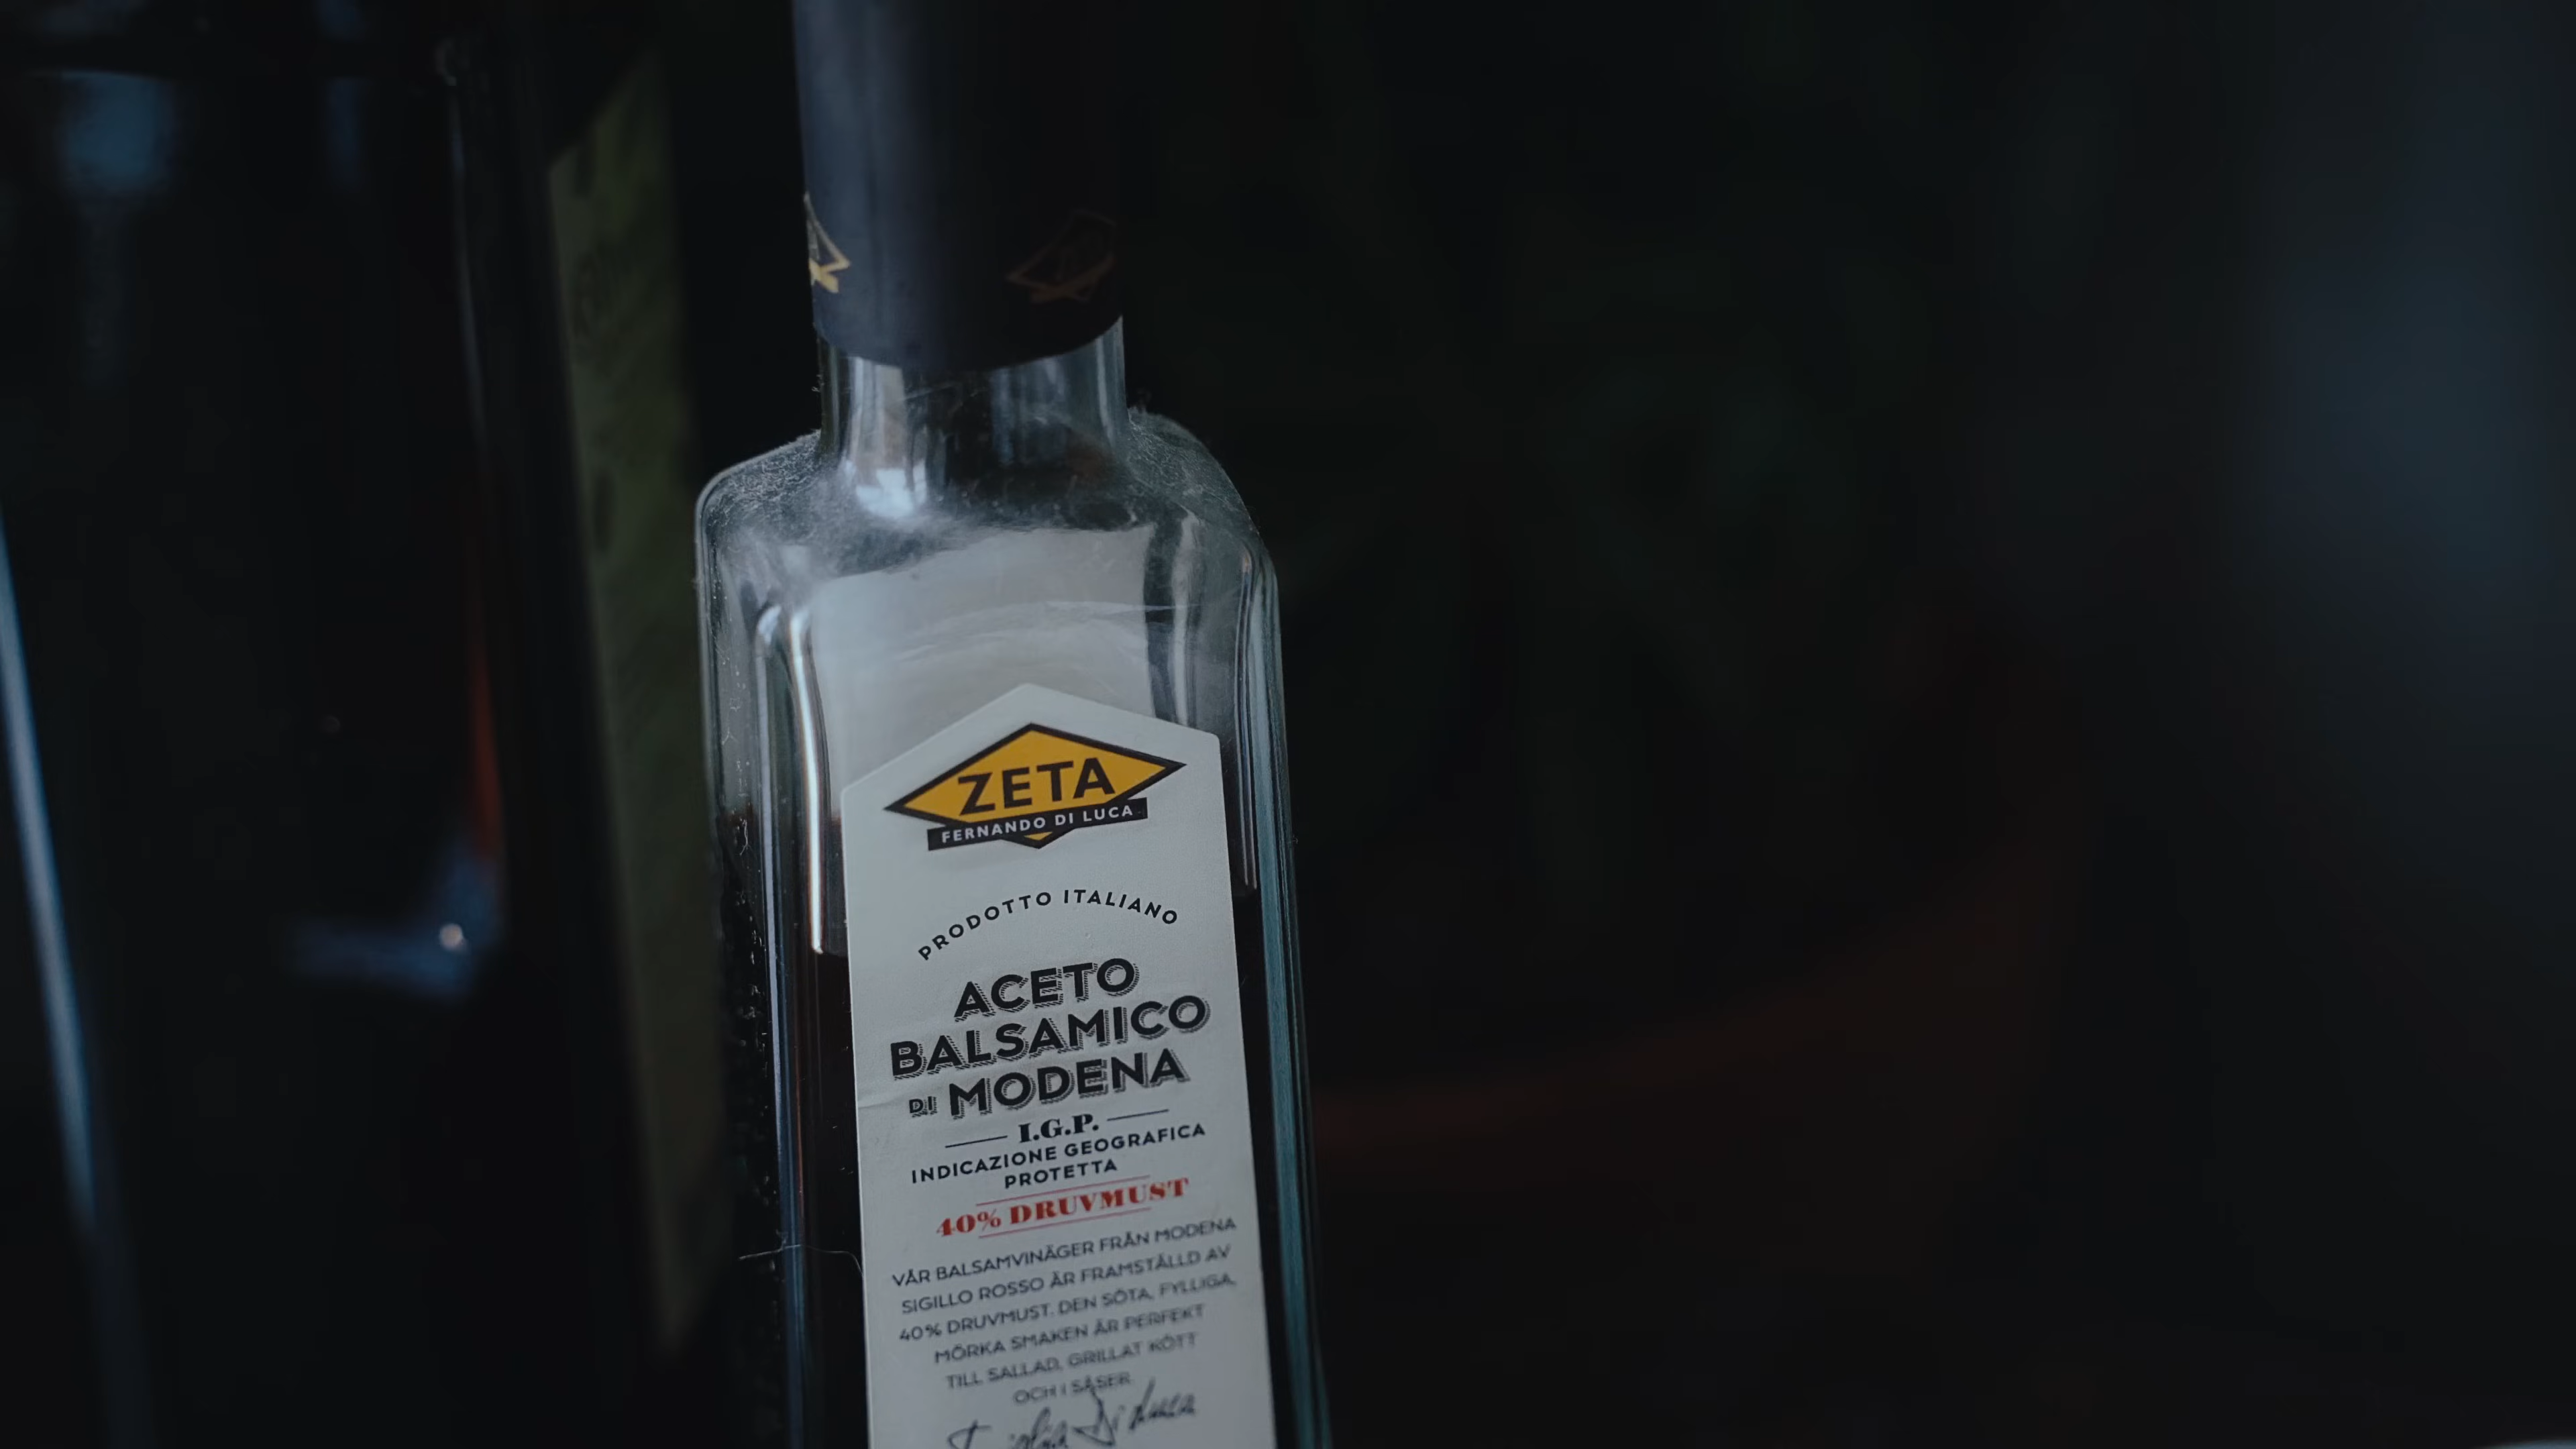 ZETA
FERNANDO DI LUCA
PRODOTTO ITALIANO
ACETO
BALSAMICO
DI MODENA
I.G.P.
INDICAZIONE GEOGRAFICA
PROTETTA
40% DRUVMUST
VÅR BALSAMVINÄGER FRÅN MODENA
SIGILLO ROSSO ÄR FRAMSTÄLLD AV
40% DRUVMUST. DEN SÖTA, FYLLIGA,
MÖRKA SMAKEN ÄR PERFEKT
TILL SALLAD, GRILLAT KÖTT
OCH I SÅSER.
Di Luca